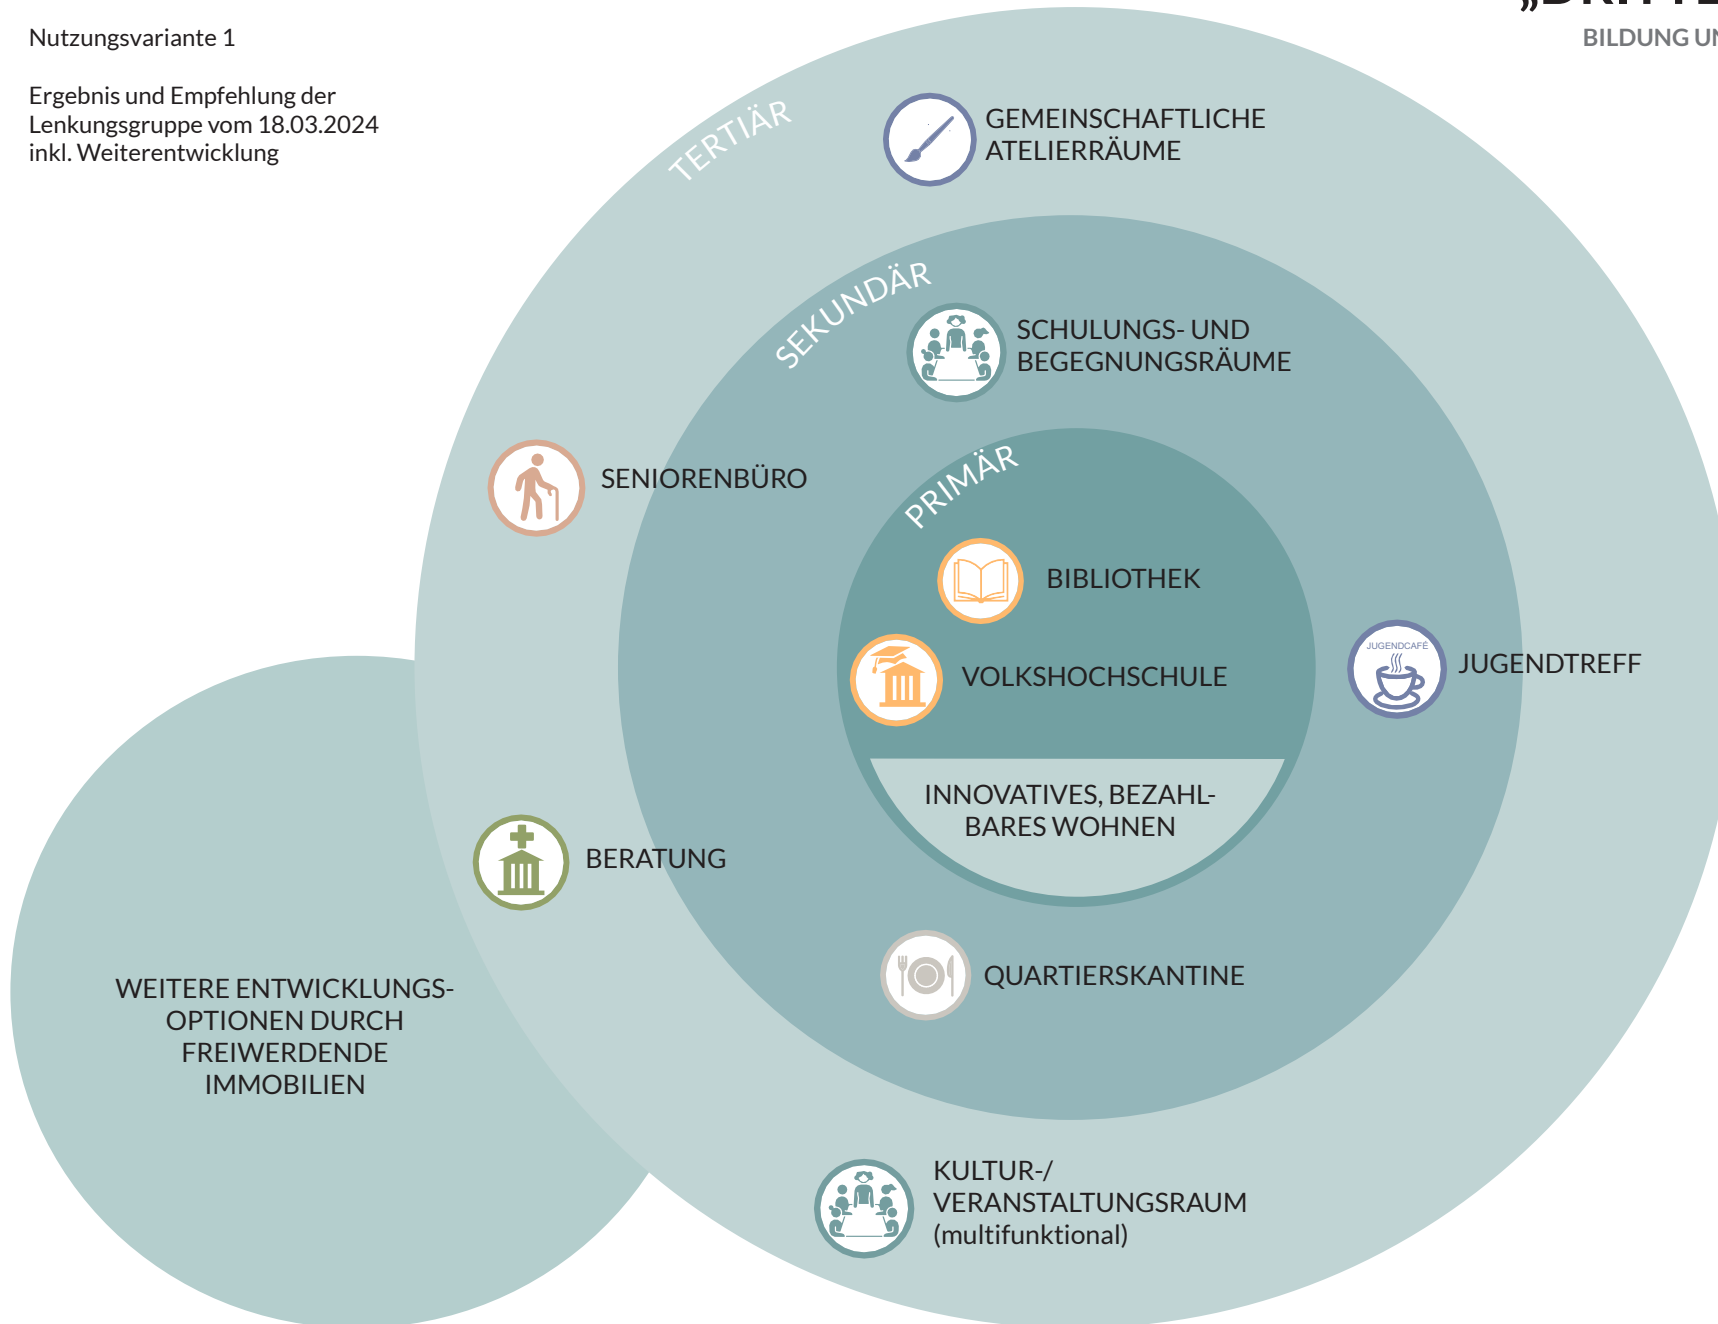 Nutzungsvariante 1
Ergebnis und Empfehlung der
Lenkungsgruppe vom 18.03.2024
inkl. Weiterentwicklung
BILDUNG
TERTIÄR
GEMEINSCHAFTLICHE
ATELIERRÄUME
SEKUNDÄR
SCHULUNGS- UND
BEGEGNUNGSRÄUME
SENIORENBÜRO
PRIMÄR
BIBLIOTHEK
VOLKSHOCHSCHULE
JUGENDCAFÉ
JUGENDTREFF
INNOVATIVES, BEZAHL-
BARES WOHNEN
BERATUNG
QUARTIERSKANTINE
WEITERE ENTWICKLUNGS-
OPTIONEN DURCH
FREIWERDENDE
IMMOBILIEN
KULTUR-/
VERANSTALTUNGSRAUM
(multifunktional)